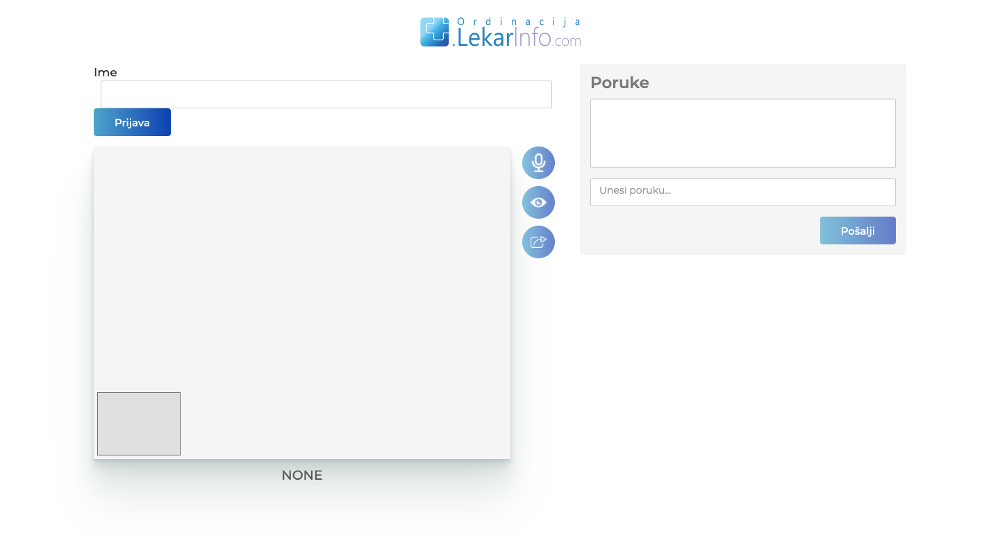 Ordinacija
.LekarInfo.com
Ime
Prijava
NONE
Poruke
Unesi poruku...
Pošalji